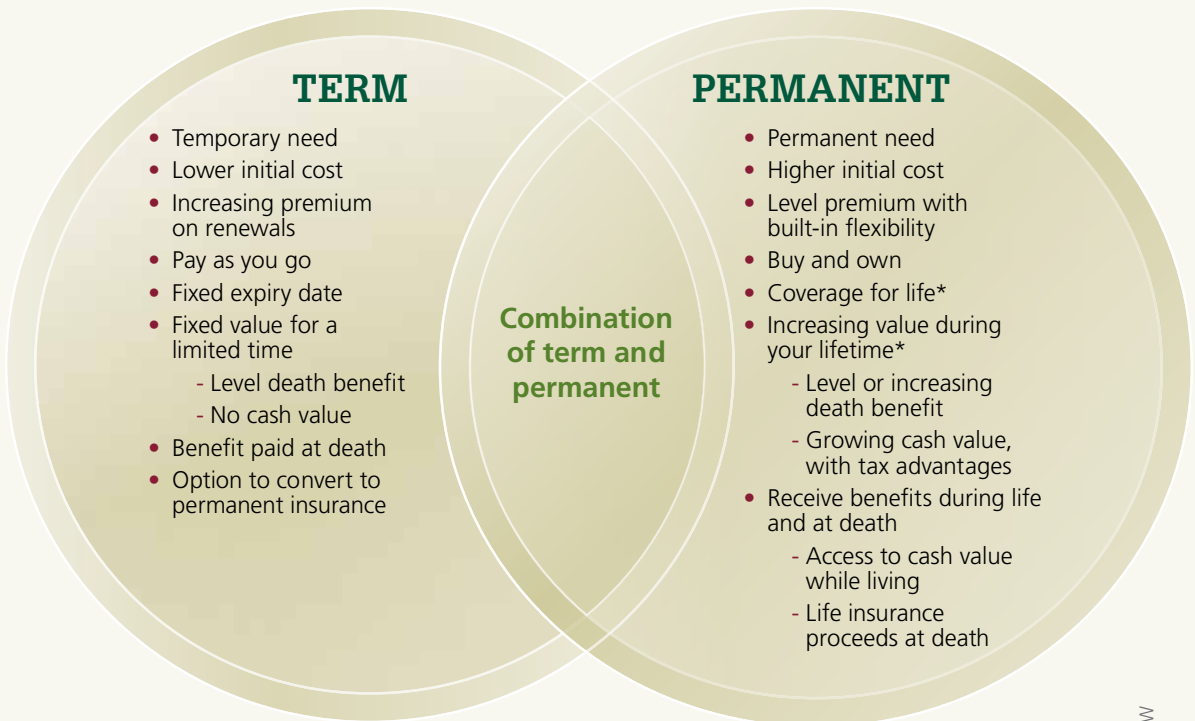 TERM
• Temporary need
• Lower initial cost
• Increasing premium
on renewals
• Pay as you go
• Fixed expiry date
• Fixed value for a
limited time
- Level death benefit
- No cash value
• Benefit paid at death
• Option to convert to
permanent insurance
Combination
of term and
permanent
PERMANENT
• Permanent need
• Higher initial cost
• Level premium with
built-in flexibility
• Buy and own
• Coverage for life*
• Increasing value during
your lifetime*
- Level or increasing
death benefit
- Growing cash value,
with tax advantages
• Receive benefits during life
and at death
- Access to cash value
while living
- Life insurance
proceeds at death